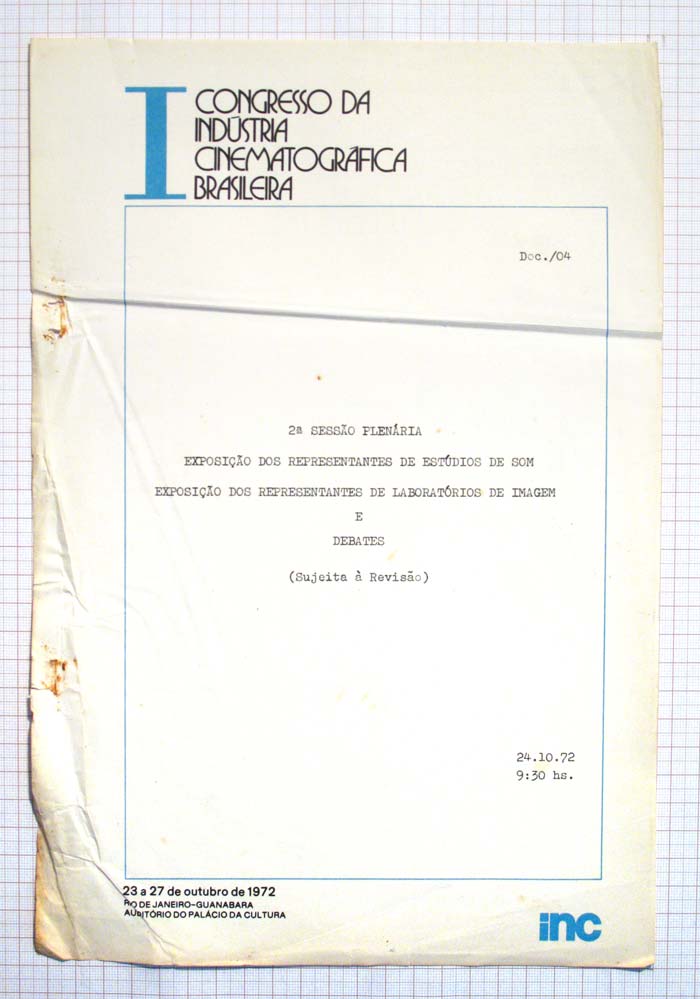 I CONGRESSO DA
INDÚSTRIA
CINEMATOGRÁFICA
BRASILEIRA
Doc./04
2ª SESSÃO PLENÁRIA
EXPOSIÇÃO DOS REPRESENTANTES DE ESTÚDIOS DE SOM
EXPOSIÇÃO DOS REPRESENTANTES DE LABORATÓRIOS DE IMAGEM
E
DEBATES
(Sujeita à Revisão)
24.10.72
9:30 hs.
23 a 27 de outubro de 1972
RIO DE JANEIRO-GUANABARA
AUDITÓRIO DO PALÁCIO DA CULTURA
inc